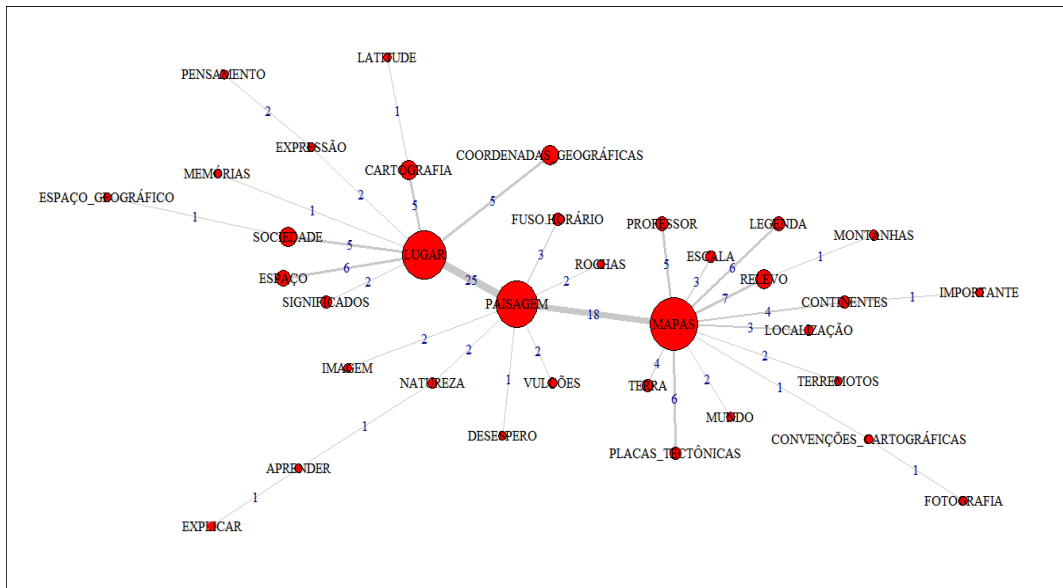 LATITUDE
PENSAMENTO
1
2
EXPRESSÃO
COORDENADAS_GEOGRÁFICAS
CARTOGRAFIA
MEMÓRIAS
2
ESPAÇO_GEOGRÁFICO
5
5
1
1
FUSO.HORÁRIO
PROFESSOR
LEGENDA
SOCIEDADE
5
MONTANHAS
LUGAR
3
ESCALA
1
ROCHAS
5
6
ESPAÇO
6
25
2
3
RELEVO
2
7
IMPORTANTE
SIGNIFICADOS
PAISAGEM
CONTINENTES
1
18
4
MAPAS
3
LOCALIZAÇÃO
2
2
2
2
IMAGEM
4
2
NATUREZA
VULCÕES
TERRA
2
1
TERREMOTOS
1
6
MUNDO
1
DESESPERO
CONVENÇÕES_CARTOGRÁFICAS
PLACAS_TECTÔNICAS
APRENDER
1
1
FOTOGRAFIA
EXPLICAR